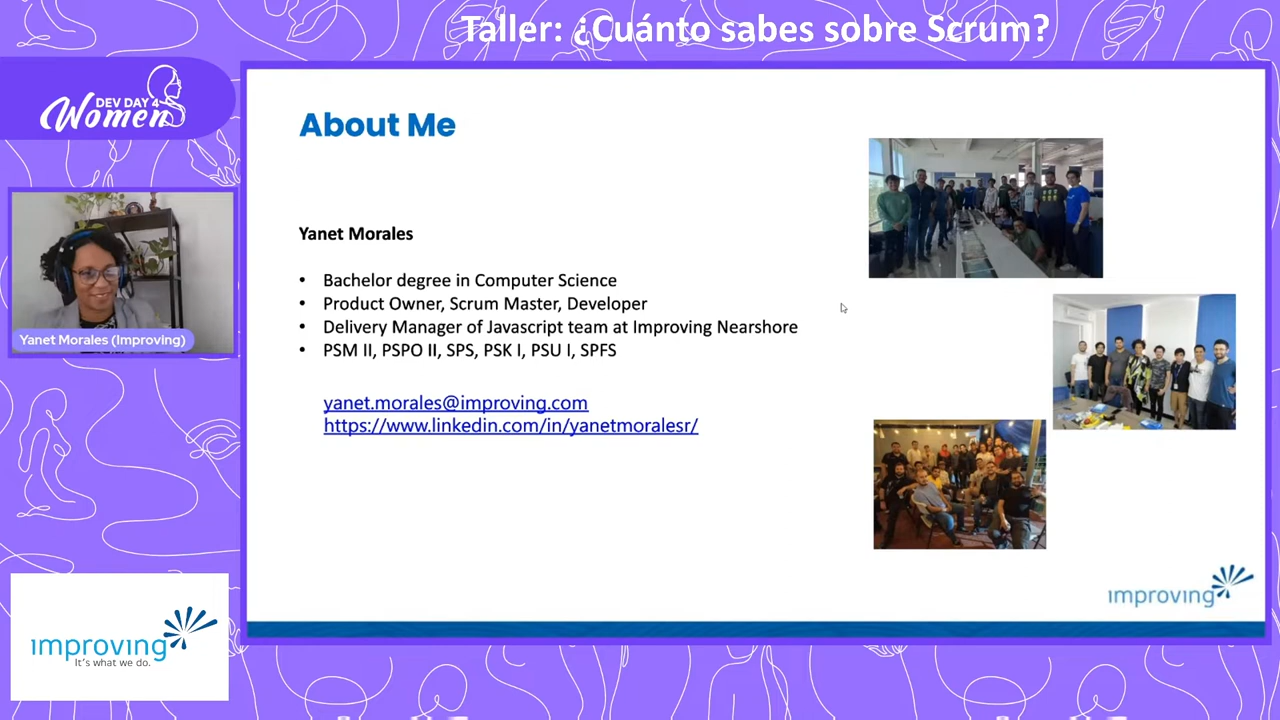 Taller: ¿Cuánto sabes sobre Scrum?
DEV DAY 4
Women
About Me
Yanet Morales
• Bachelor degree in Computer Science
• Product Owner, Scrum Master, Developer
• Delivery Manager of Javascript team at Improving Nearshore
• PSM II, PSPO II, SPS, PSK I, PSU I, SPFS
yanet.morales@improving.com
https://www.linkedin.com/in/yanetmoralesr/
Yanet Morales (Improving)
improving
It's what we do.
improving